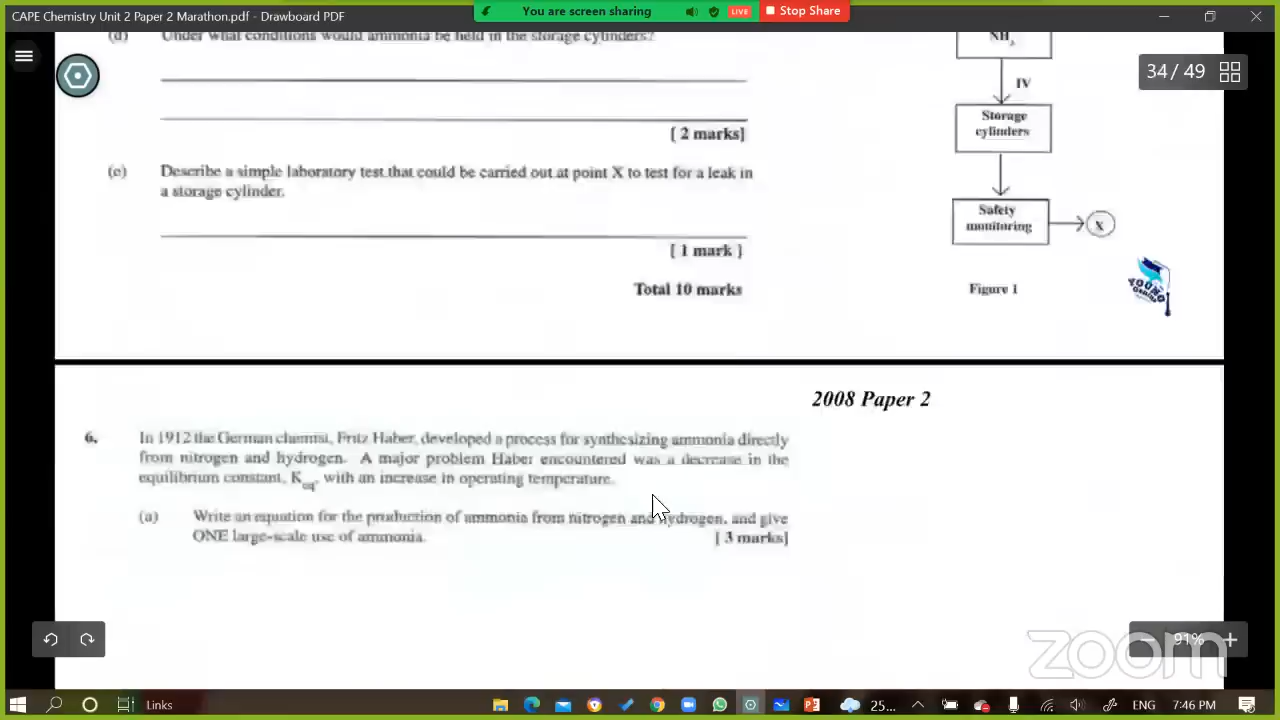 CAPE Chemistry Unit 2 Paper 2 Marathon.pdf - Drawboard PDF
You are screen sharing
LIVE
Stop Share
34 / 49
(d) Under what conditions would ammonia be held in the storage cylinders?
[ 2 marks]
(e) Describe a simple laboratory test that could be carried out at point X to test for a leak in
a storage cylinder.
[ 1 mark ]
Total 10 marks
NH3
IV
Storage
cylinders
Safety
monitoring
X
Figure 1
YOUNG
2008 Paper 2
6. In 1912 the German chemist, Fritz Haber, developed a process for synthesizing ammonia directly
from nitrogen and hydrogen. A major problem Haber encountered was a decrease in the
equilibrium constant, Keq, with an increase in operating temperature.
(a) Write an equation for the production of ammonia from nitrogen and hydrogen, and give
ONE large-scale use of ammonia. [ 3 marks]
91%
zoom
Links
25...
ENG
7:46 PM